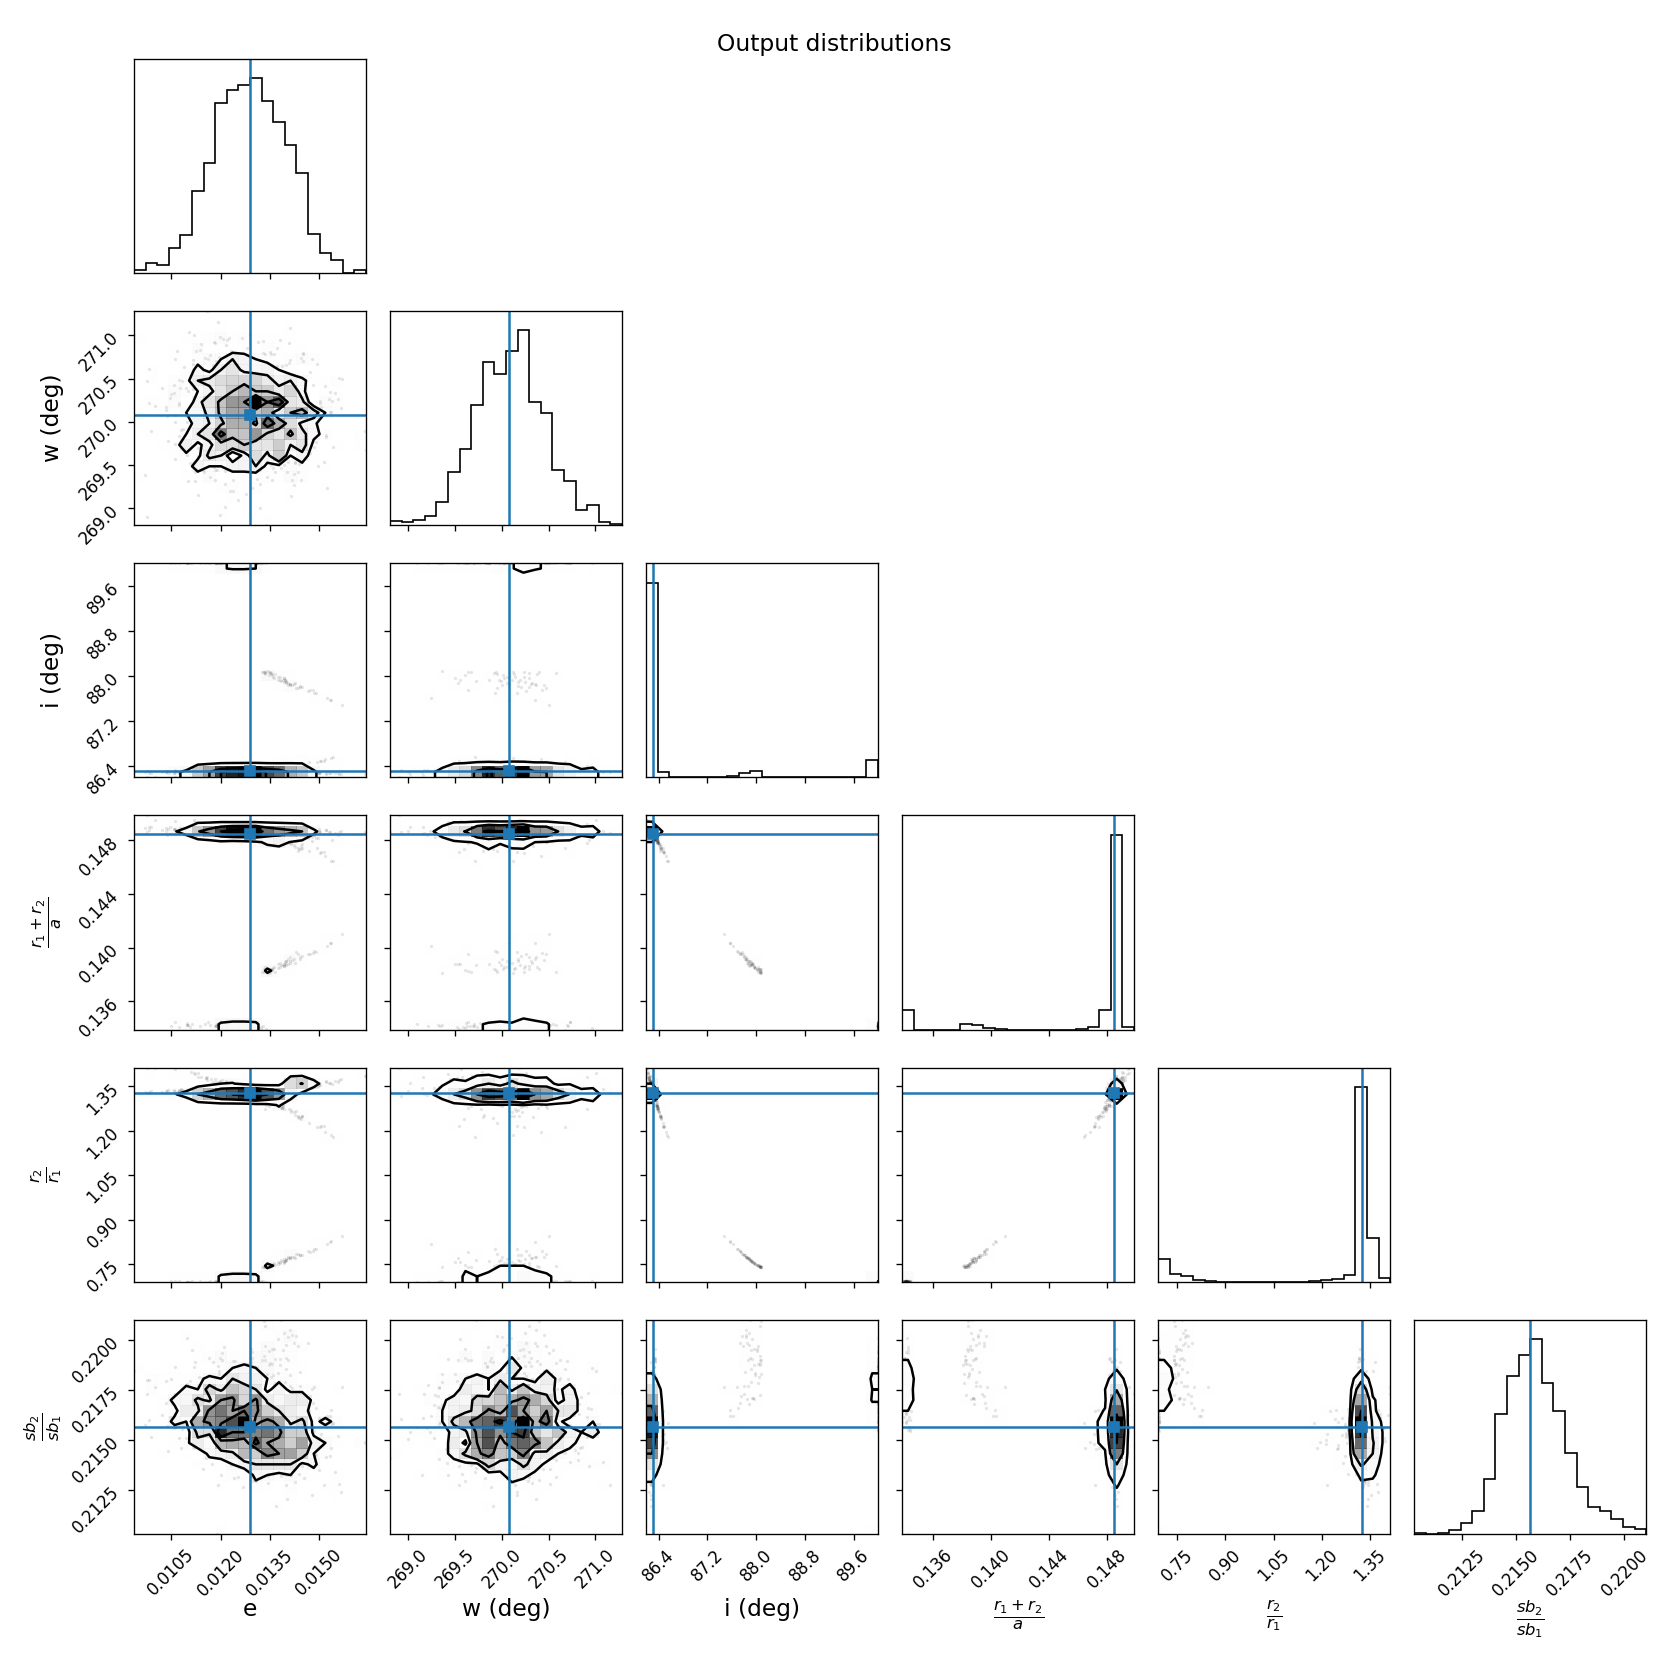 Output distributions
271.0
270.5
270.0
269.5
269.0
w (deg)
89.6
88.8
88.0
87.2
86.4
i (deg)
0.148
0.144
0.140
0.136
r₁ + r₂
a
1.35
1.20
1.05
0.90
0.75
r₂
r₁
0.2200
0.2175
0.2150
0.2125
sb₂
sb₁
0.0105 0.0120 0.0135 0.0150 269.0 269.5 270.0 270.5 271.0 86.4 87.2 88.0 88.8 89.6 0.136 0.140 0.144 0.148 0.75 0.90 1.05 1.20 1.35 0.2125 0.2150 0.2175 0.2200
e w (deg) i (deg) r₁ + r₂ r₂ sb₂
a r₁ sb₁